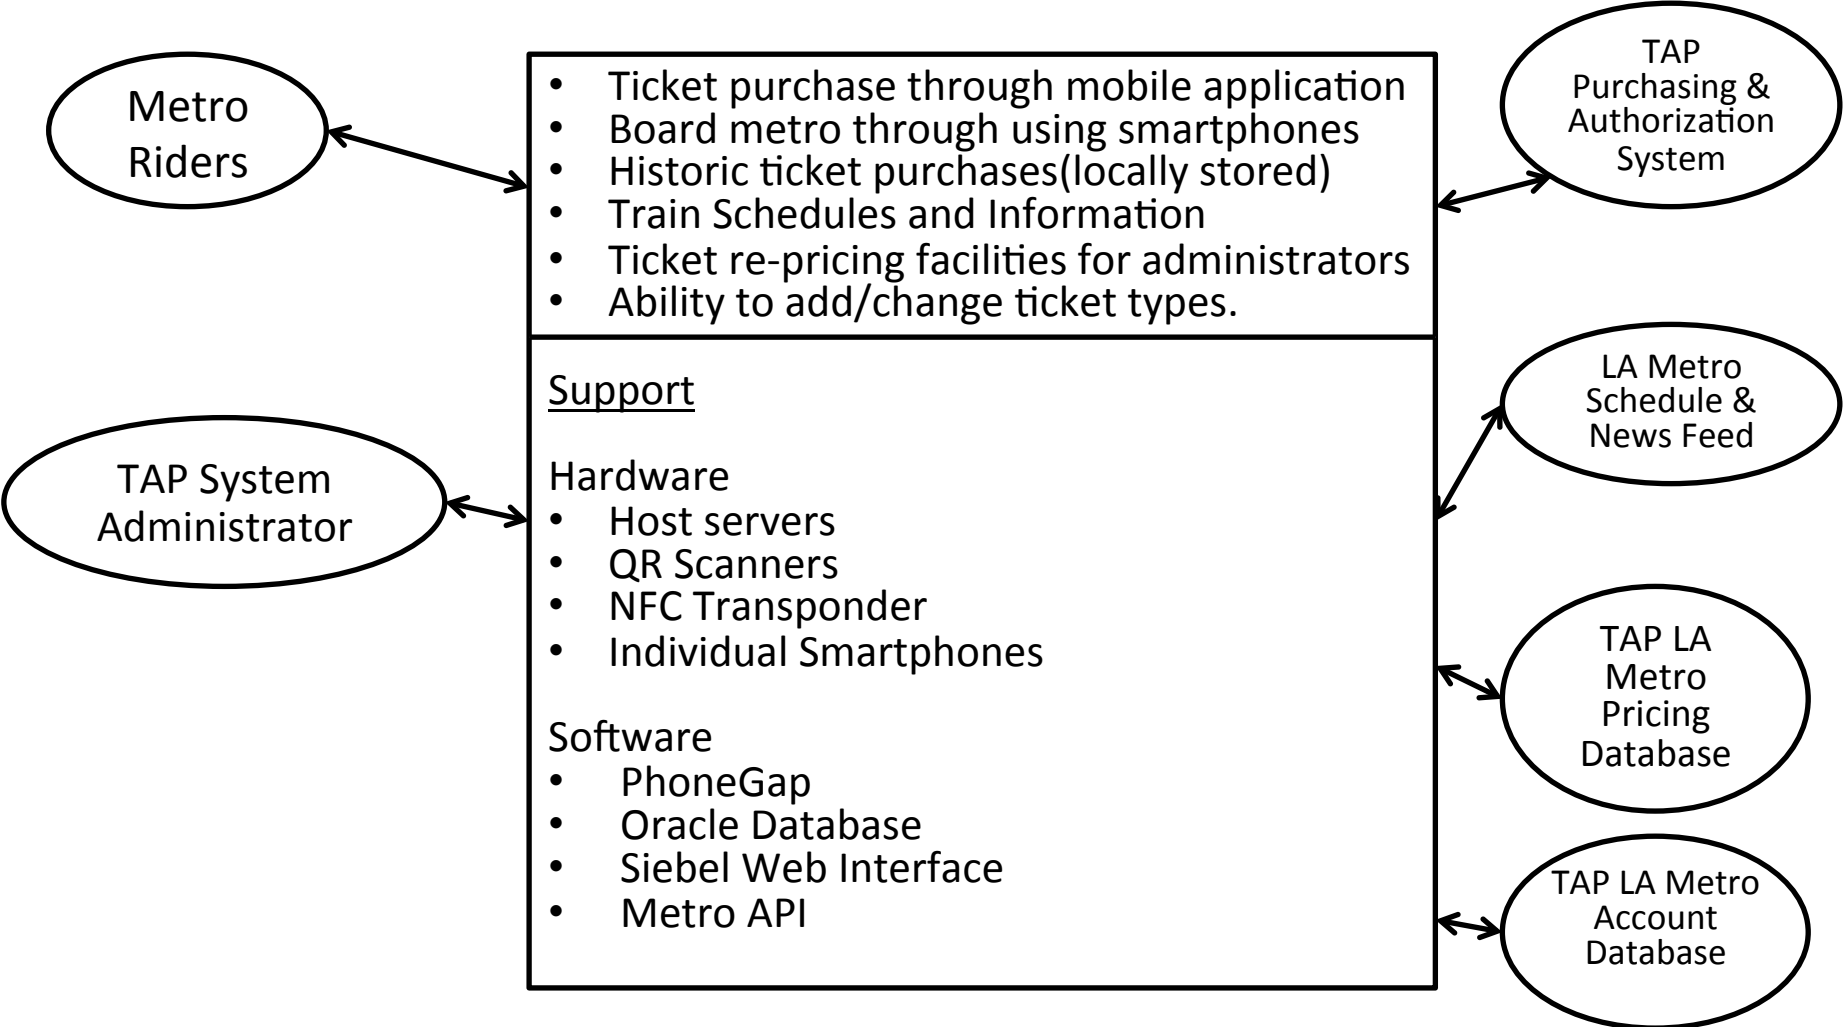 Metro
Riders
TAP System
Administrator
• Ticket purchase through mobile application
• Board metro through using smartphones
• Historic ticket purchases(locally stored)
• Train Schedules and Information
• Ticket re-pricing facilities for administrators
• Ability to add/change ticket types.
Support
Hardware
• Host servers
• QR Scanners
• NFC Transponder
• Individual Smartphones
Software
• PhoneGap
• Oracle Database
• Siebel Web Interface
• Metro API
TAP
Purchasing &
Authorization
System
LA Metro
Schedule &
News Feed
TAP LA
Metro
Pricing
Database
TAP LA Metro
Account
Database